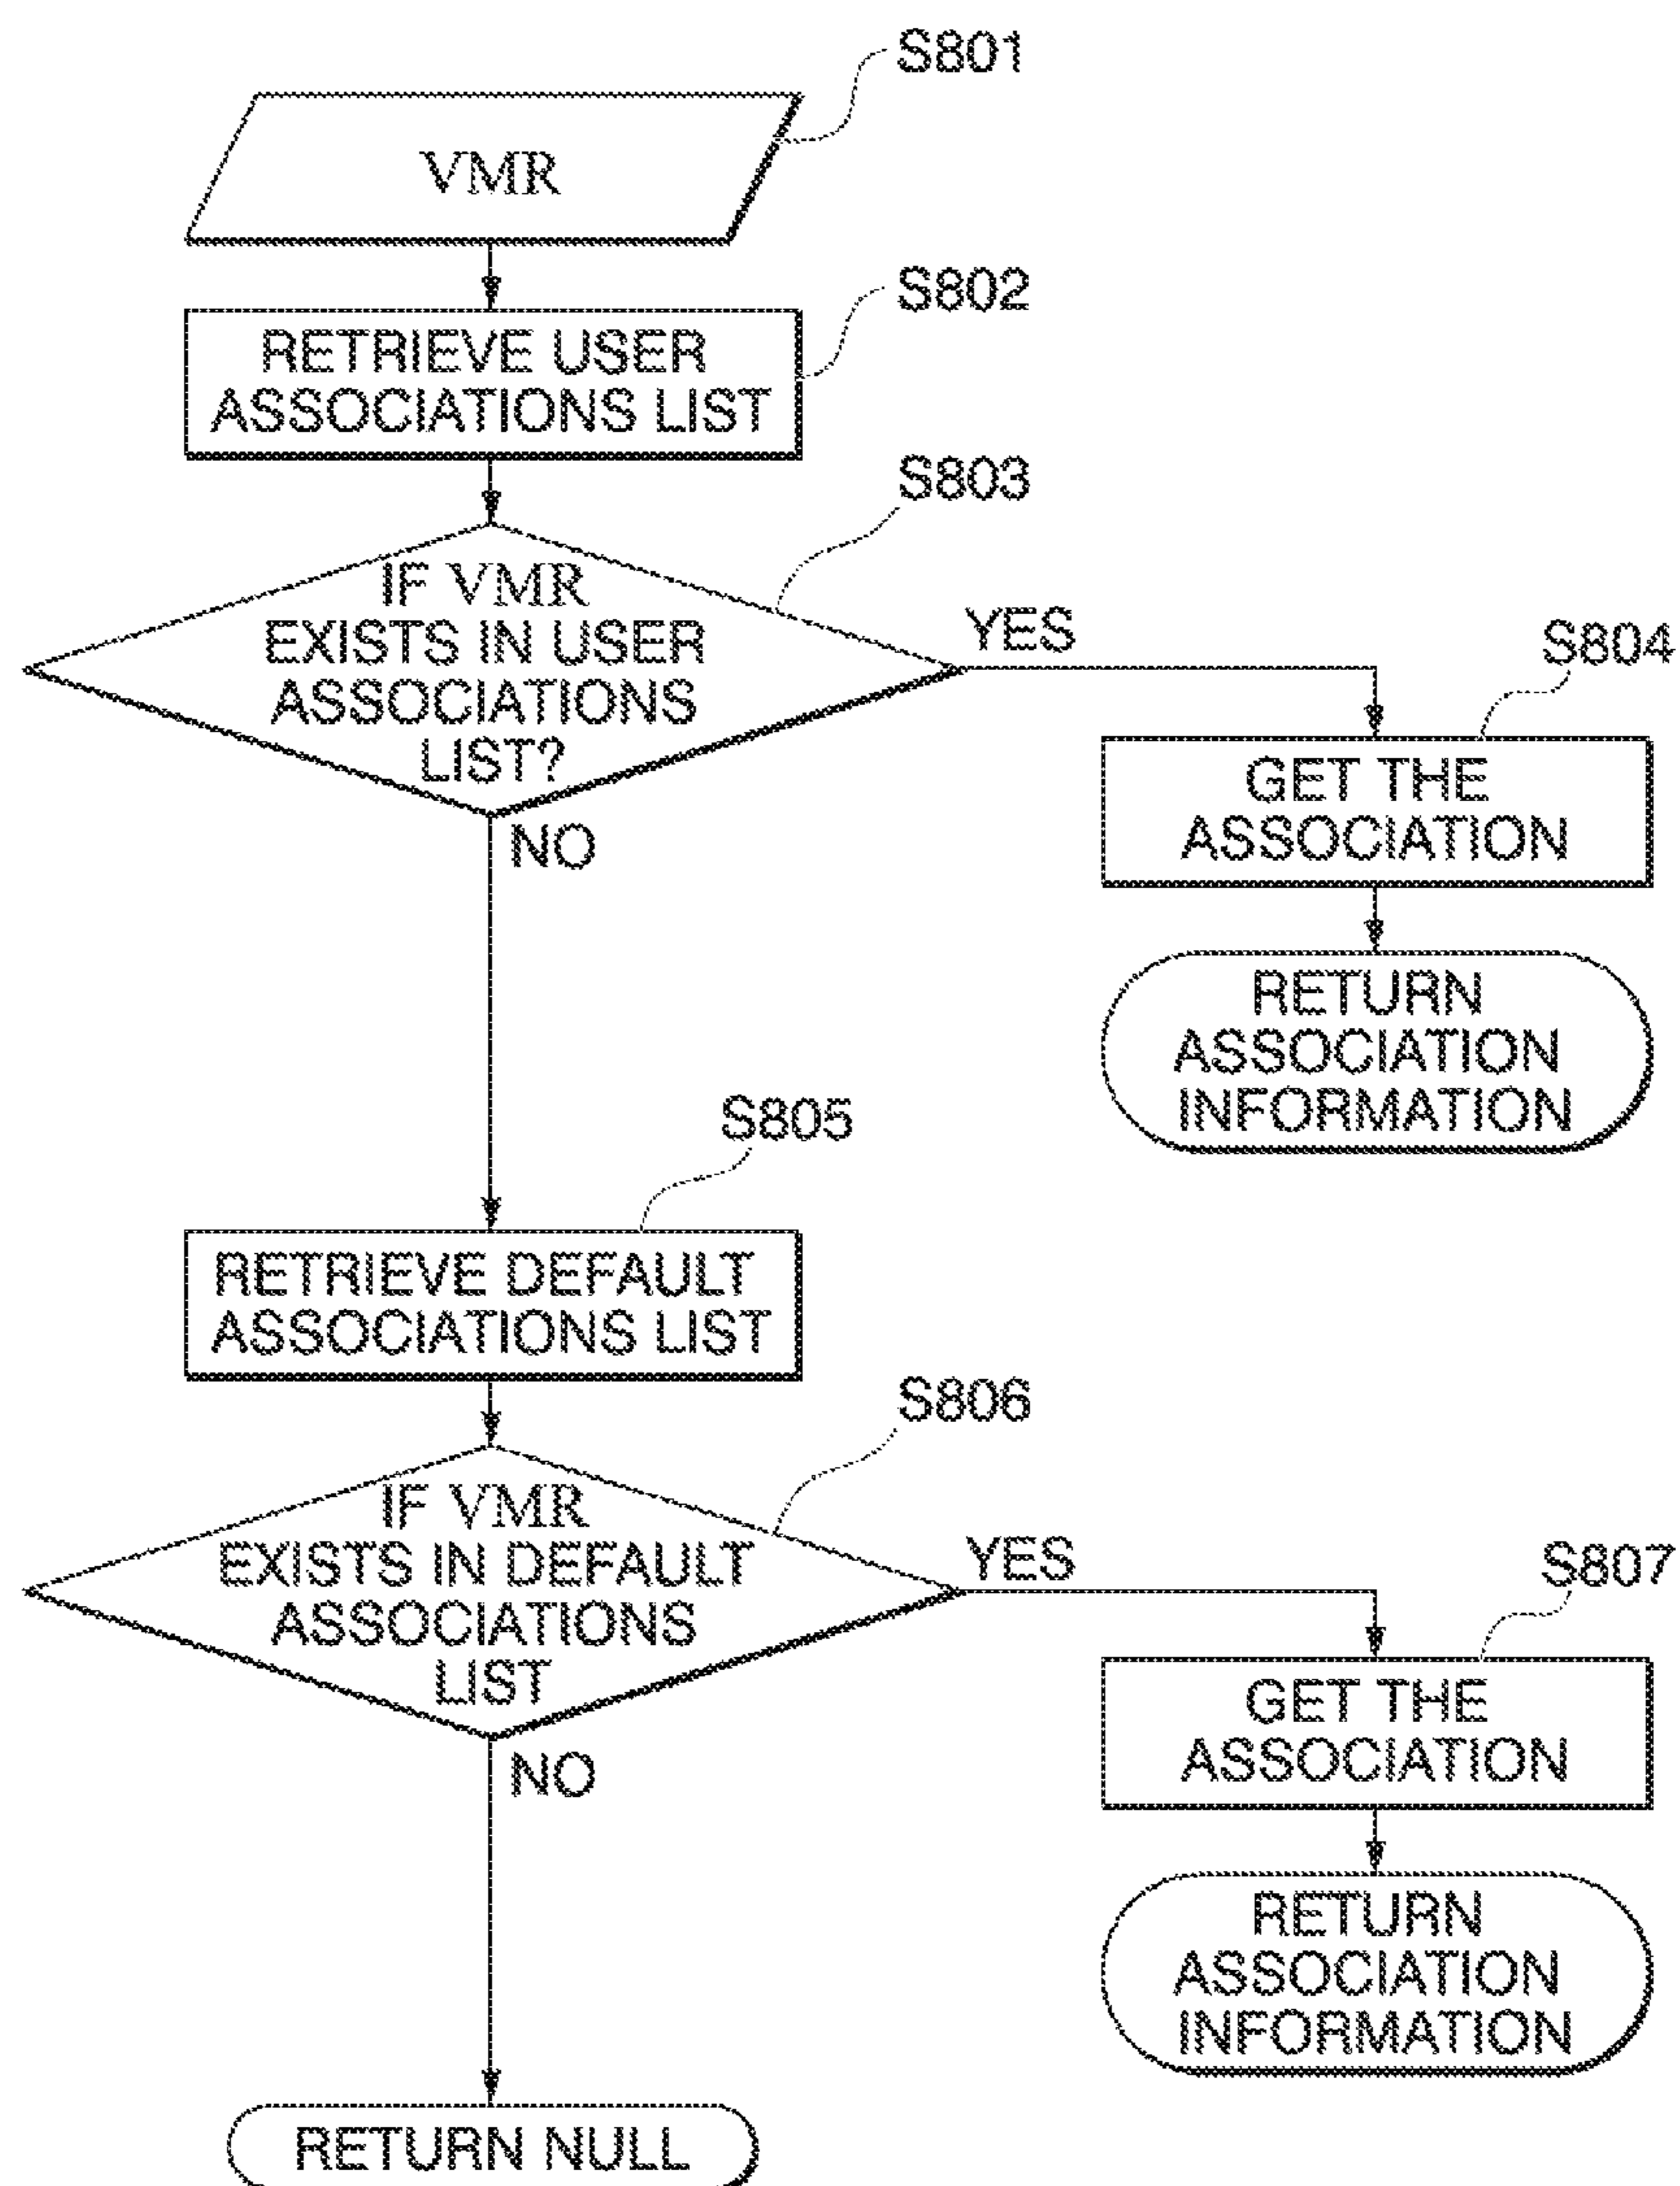 S801
VMR
S802
RETRIEVE USER
ASSOCIATIONS LIST
S803
IF VMR
EXISTS IN USER
ASSOCIATIONS
LIST?
YES
NO
S804
GET THE
ASSOCIATION
RETURN
ASSOCIATION
INFORMATION
S805
RETRIEVE DEFAULT
ASSOCIATIONS LIST
S806
IF VMR
EXISTS IN DEFAULT
ASSOCIATIONS
LIST
YES
NO
S807
GET THE
ASSOCIATION
RETURN
ASSOCIATION
INFORMATION
RETURN NULL